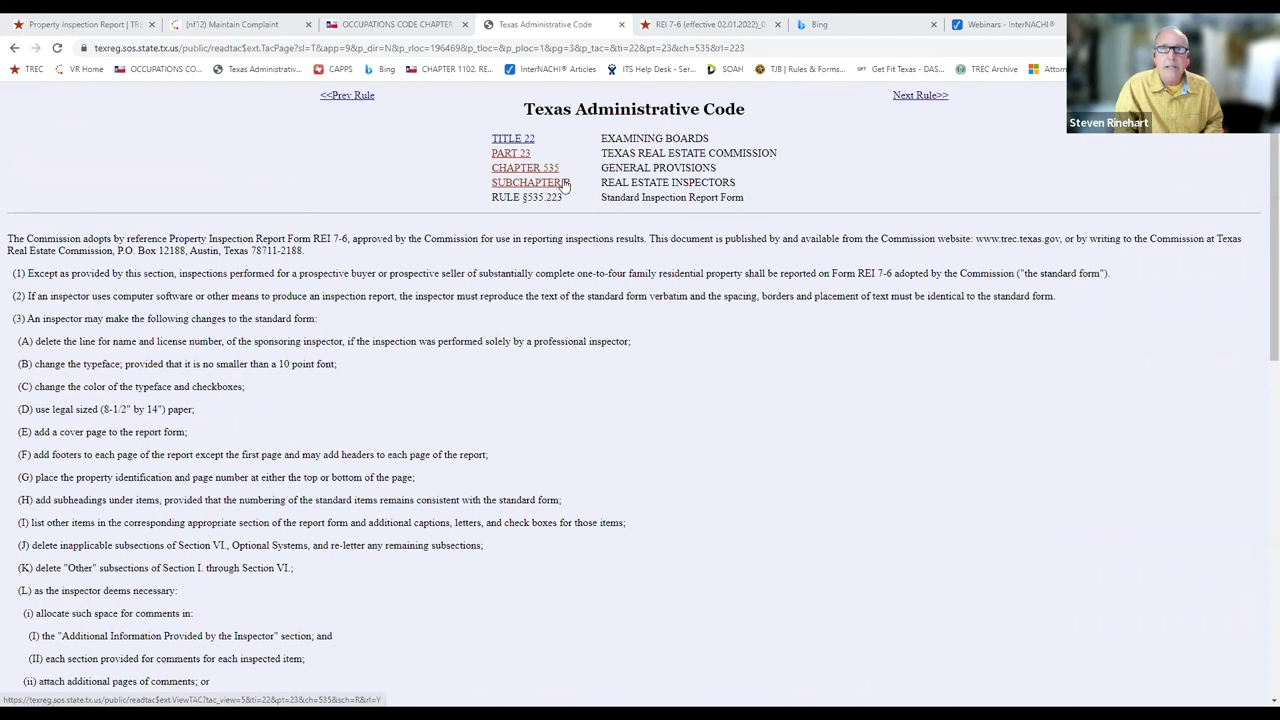 Property Inspection Report | TRE
(nf12) Maintain Complaint
OCCUPATIONS CODE CHAPTER
Texas Administrative Code
REI 7-6 (effective 02.01.2022)_0
Bing
Webinars - InterNACHI®
texreg.sos.state.tx.us/public/readtac$ext.TacPage?sl=T&app=9&p_dir=N&p_rloc=196469&p_tloc=&p_ploc=1&pg=3&p_tac=&ti=22&pt=23&ch=535&rl=223
TREC
VR Home
OCCUPATIONS CO...
Texas Administrativ...
CAPPS
Bing
CHAPTER 1102. RE...
InterNACHI® Articles
ITS Help Desk - Ser...
SOAH
TJB | Rules & Forms...
Get Fit Texas - DAS...
TREC Archive
Attorn
Steven Rinehart
<<Prev Rule
Next Rule>>
Texas Administrative Code
TITLE 22 EXAMINING BOARDS
PART 23 TEXAS REAL ESTATE COMMISSION
CHAPTER 535 GENERAL PROVISIONS
SUBCHAPTER R REAL ESTATE INSPECTORS
RULE §535.223 Standard Inspection Report Form
The Commission adopts by reference Property Inspection Report Form REI 7-6, approved by the Commission for use in reporting inspections results. This document is published by and available from the Commission website: www.trec.texas.gov, or by writing to the Commission at Texas
Real Estate Commission, P.O. Box 12188, Austin, Texas 78711-2188.
(1) Except as provided by this section, inspections performed for a prospective buyer or prospective seller of substantially complete one-to-four family residential property shall be reported on Form REI 7-6 adopted by the Commission ("the standard form").
(2) If an inspector uses computer software or other means to produce an inspection report, the inspector must reproduce the text of the standard form verbatim and the spacing, borders and placement of text must be identical to the standard form.
(3) An inspector may make the following changes to the standard form:
(A) delete the line for name and license number, of the sponsoring inspector, if the inspection was performed solely by a professional inspector;
(B) change the typeface; provided that it is no smaller than a 10 point font;
(C) change the color of the typeface and checkboxes;
(D) use legal sized (8-1/2" by 14") paper;
(E) add a cover page to the report form;
(F) add footers to each page of the report except the first page and may add headers to each page of the report;
(G) place the property identification and page number at either the top or bottom of the page;
(H) add subheadings under items, provided that the numbering of the standard items remains consistent with the standard form;
(I) list other items in the corresponding appropriate section of the report form and additional captions, letters, and check boxes for those items;
(J) delete inapplicable subsections of Section VI., Optional Systems, and re-letter any remaining subsections;
(K) delete "Other" subsections of Section I. through Section VI.;
(L) as the inspector deems necessary:
(i) allocate such space for comments in:
(I) the "Additional Information Provided by the Inspector" section; and
(II) each section provided for comments for each inspected item;
(ii) attach additional pages of comments; or
https://texreg.sos.state.tx.us/public/readtac$ext.ViewTAC?tac_view=5&ti=22&pt=23&ch=535&sch=R&rl=Y